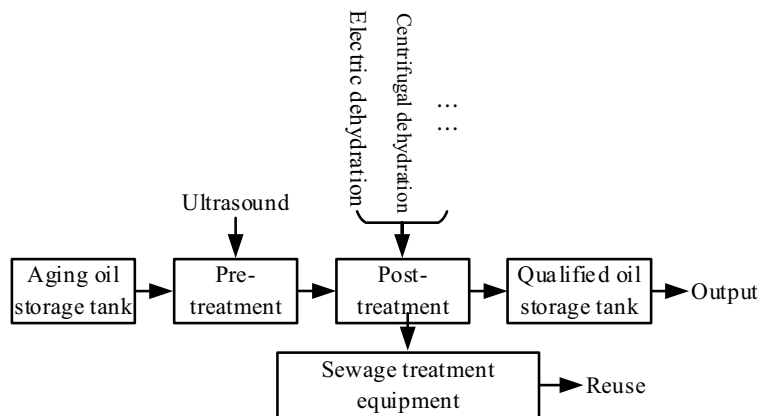 Electric dehydration
Centrifugal dehydration
...
...
Ultrasound
Aging oil
storage tank
Pre-
treatment
Post-
treatment
Qualified oil
storage tank
Output
Sewage treatment
equipment
Reuse